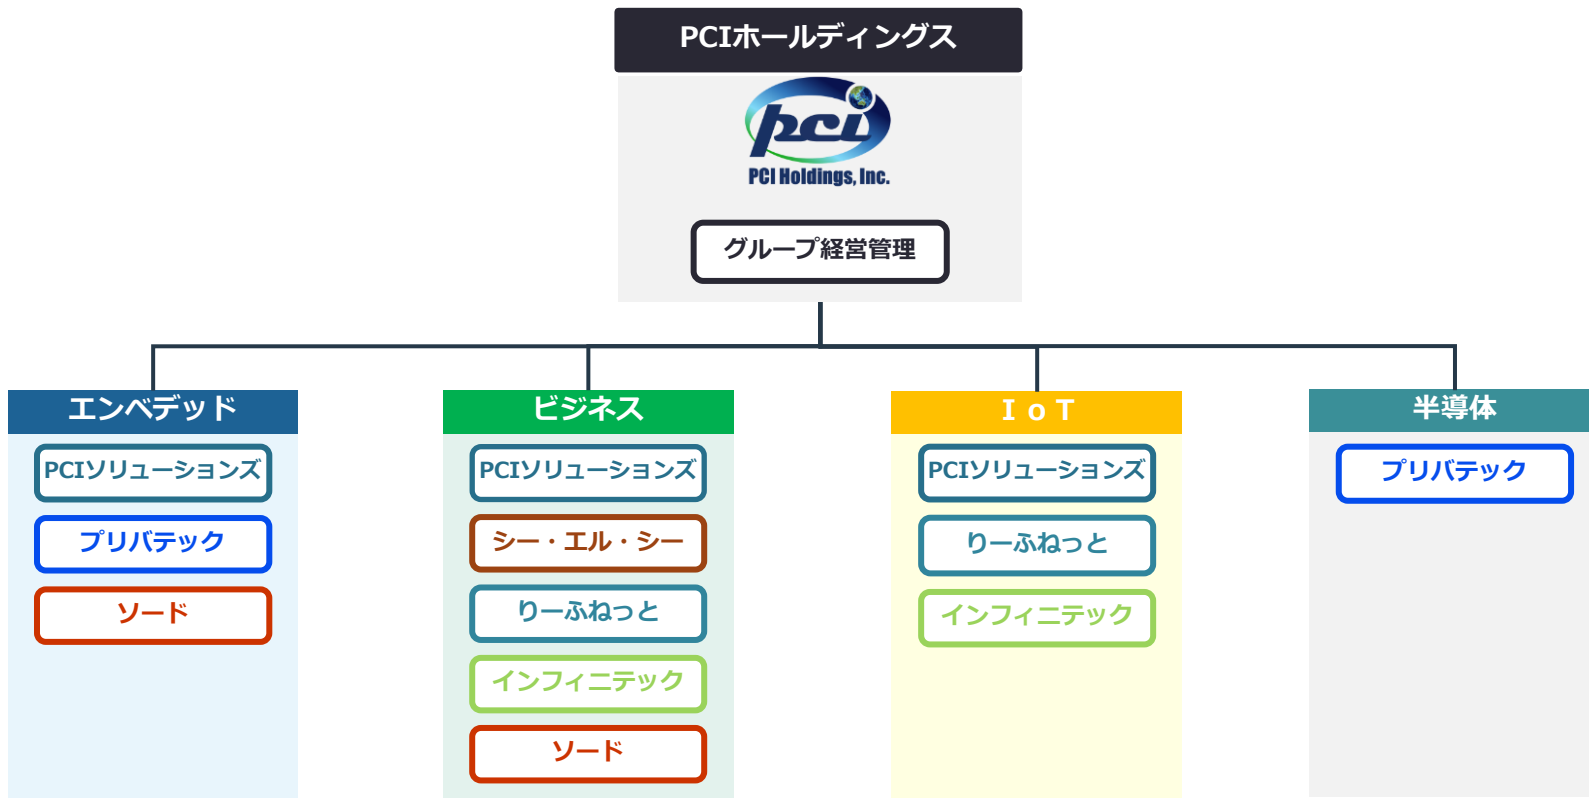 PCIホールディングス
pci
PCI Holdings, Inc.
グループ経営管理
エンベデッド
PCIソリューションズ
プリバテック
ソード
ビジネス
PCIソリューションズ
シー・エル・シー
りーふねっと
インフィニテック
ソード
ＩｏＴ
PCIソリューションズ
りーふねっと
インフィニテック
半導体
プリバテック